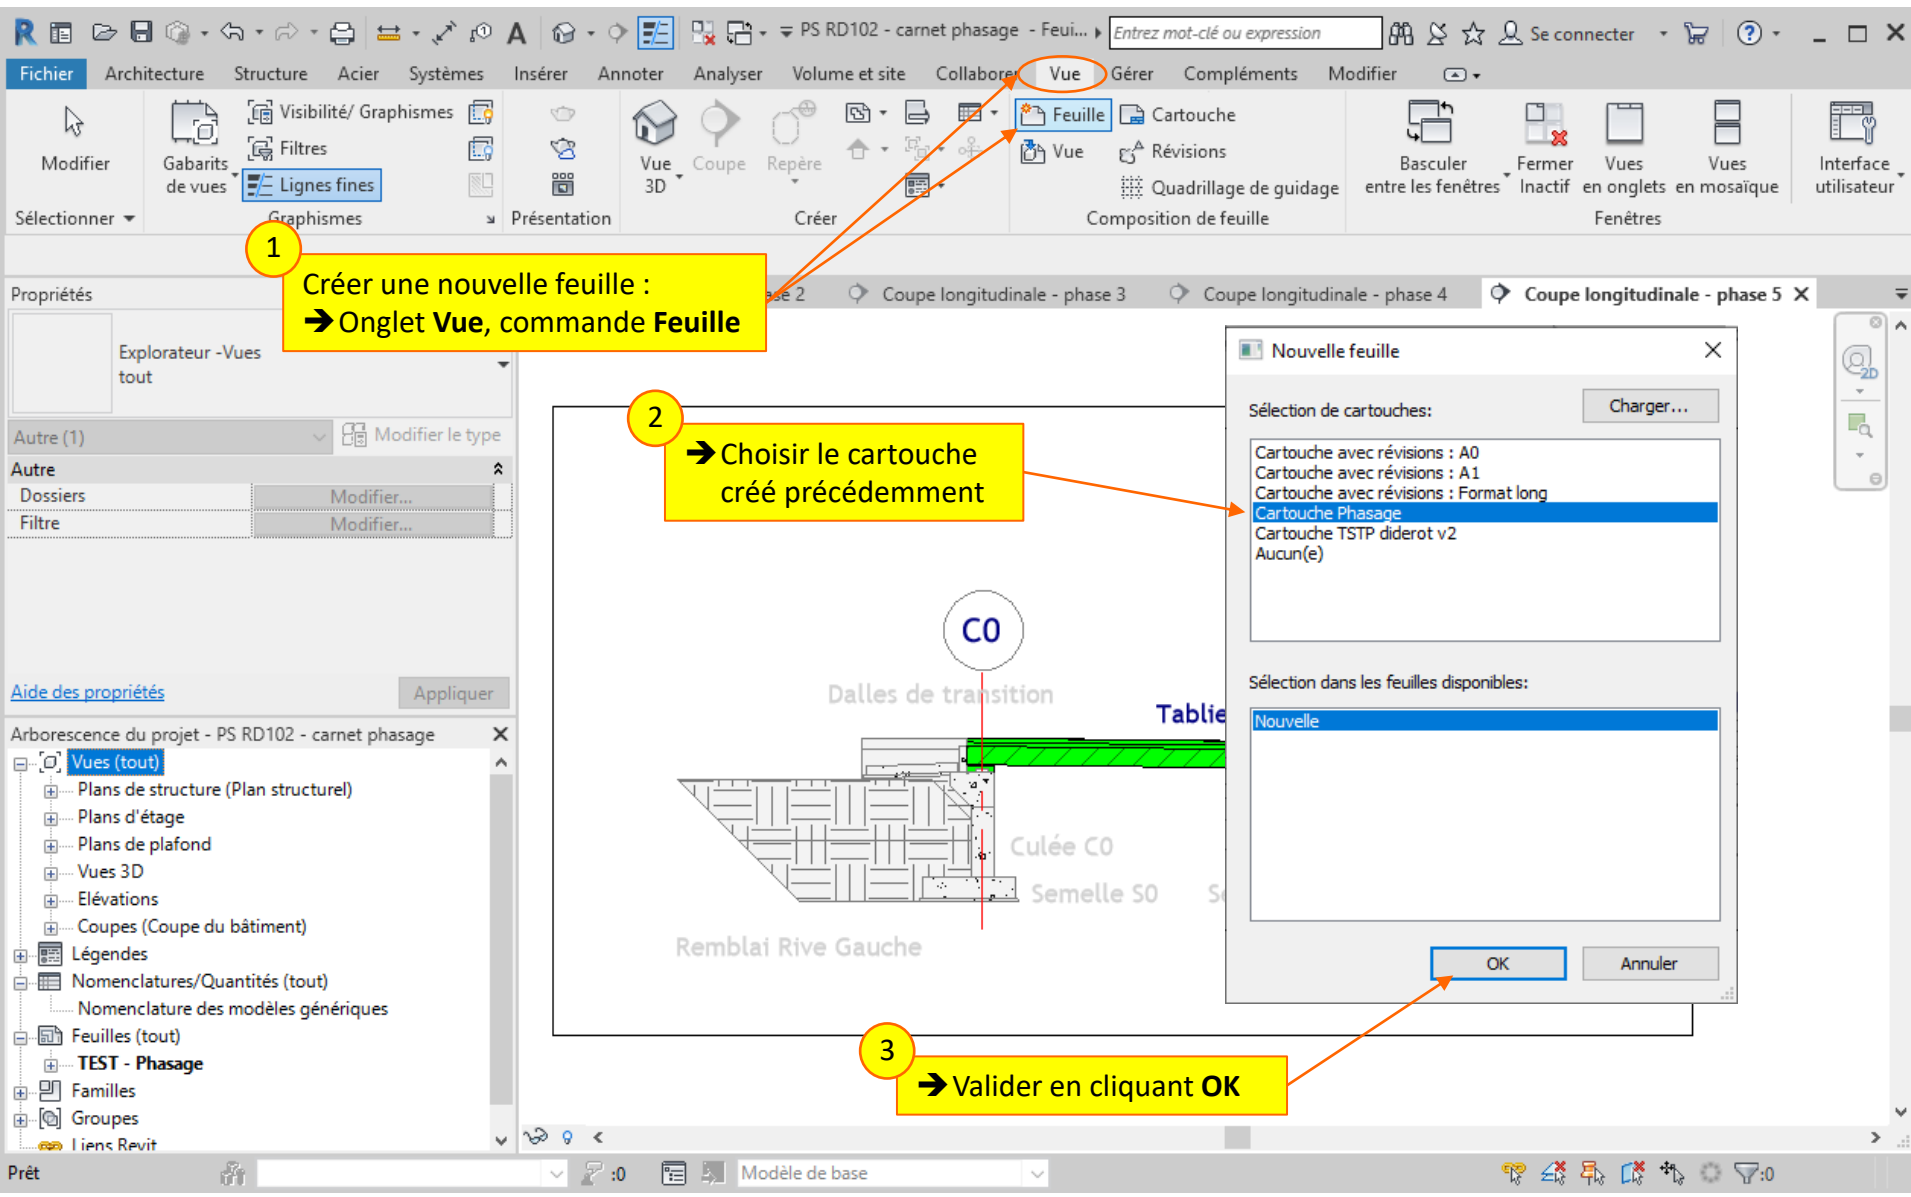 PS RD102 - carnet phasage - Feui...
Entrez mot-clé ou expression
Se connecter
Fichier Architecture Structure Acier Systèmes Insérer Annoter Analyser Volume et site Collaborer Vue Gérer Compléments Modifier
Modifier
Sélectionner
Gabarits
de vues
Visibilité/ Graphismes
Filtres
Lignes fines
Graphismes
Présentation
Vue
3D
Coupe
Repère
Créer
Feuille
Vue
Cartouche
Révisions
Quadrillage de guidage
Composition de feuille
Basculer
entre les fenêtres
Fermer
Inactif
Vues
en onglets
Vues
en mosaïque
Fenêtres
Interface
utilisateur
1
Créer une nouvelle feuille :
➔ Onglet Vue, commande Feuille
ase 2
Coupe longitudinale - phase 3
Coupe longitudinale - phase 4
Coupe longitudinale - phase 5
Propriétés
Explorateur -Vues
tout
Autre (1)
Modifier le type
Autre
Dossiers Modifier...
Filtre Modifier...
Aide des propriétés
Appliquer
Arborescence du projet - PS RD102 - carnet phasage
Vues (tout)
Plans de structure (Plan structurel)
Plans d'étage
Plans de plafond
Vues 3D
Elévations
Coupes (Coupe du bâtiment)
Légendes
Nomenclatures/Quantités (tout)
Nomenclature des modèles génériques
Feuilles (tout)
TEST - Phasage
Familles
Groupes
Liens Revit
2
➔ Choisir le cartouche
créé précédemment
C0
Dalles de transition
Tablie
Culée C0
Semelle S0
Se
Remblai Rive Gauche
Nouvelle feuille
Sélection de cartouches:
Charger...
Cartouche avec révisions : A0
Cartouche avec révisions : A1
Cartouche avec révisions : Format long
Cartouche Phasage
Cartouche TSTP diderot v2
Aucun(e)
Sélection dans les feuilles disponibles:
Nouvelle
OK
Annuler
2D
3
➔ Valider en cliquant OK
Prêt
:0
Modèle de base
:0